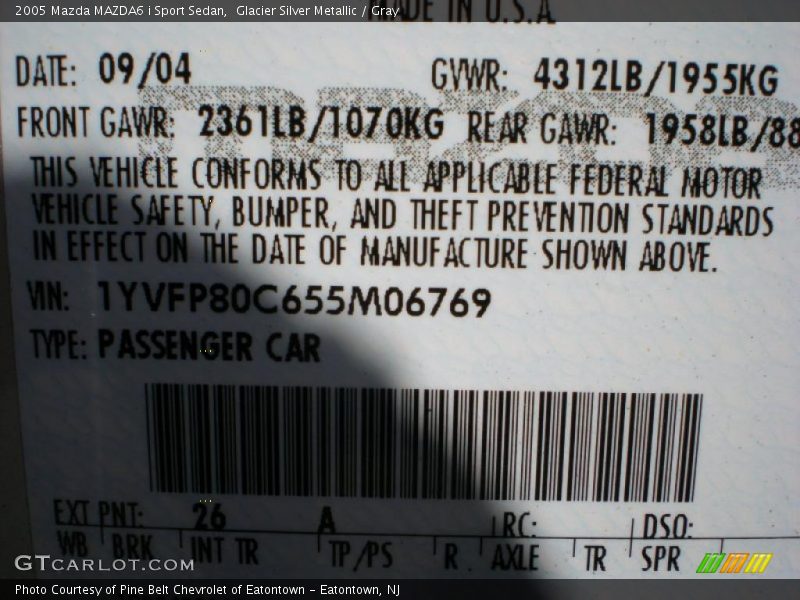 2005 Mazda MAZDA6 i Sport Sedan,  Glacier Silver Metallic / Gray
MADE IN U.S.A
DATE: 09/04 GVWR: 4312LB/1955KG
FRONT GAWR: 2361LB/1070KG REAR GAWR: 1958LB/88
THIS VEHICLE CONFORMS TO ALL APPLICABLE FEDERAL MOTOR
VEHICLE SAFETY, BUMPER, AND THEFT PREVENTION STANDARDS
IN EFFECT ON THE DATE OF MANUFACTURE SHOWN ABOVE.
VIN: 1YVFP80C655M06769
TYPE: PASSENGER CAR
EXT PNT: 26 A RC: DSO:
WB BRK INT TR TP/PS R AXLE TR SPR
GTCARLOT.COM
Photo Courtesy of Pine Belt Chevrolet of Eatontown – Eatontown, NJ